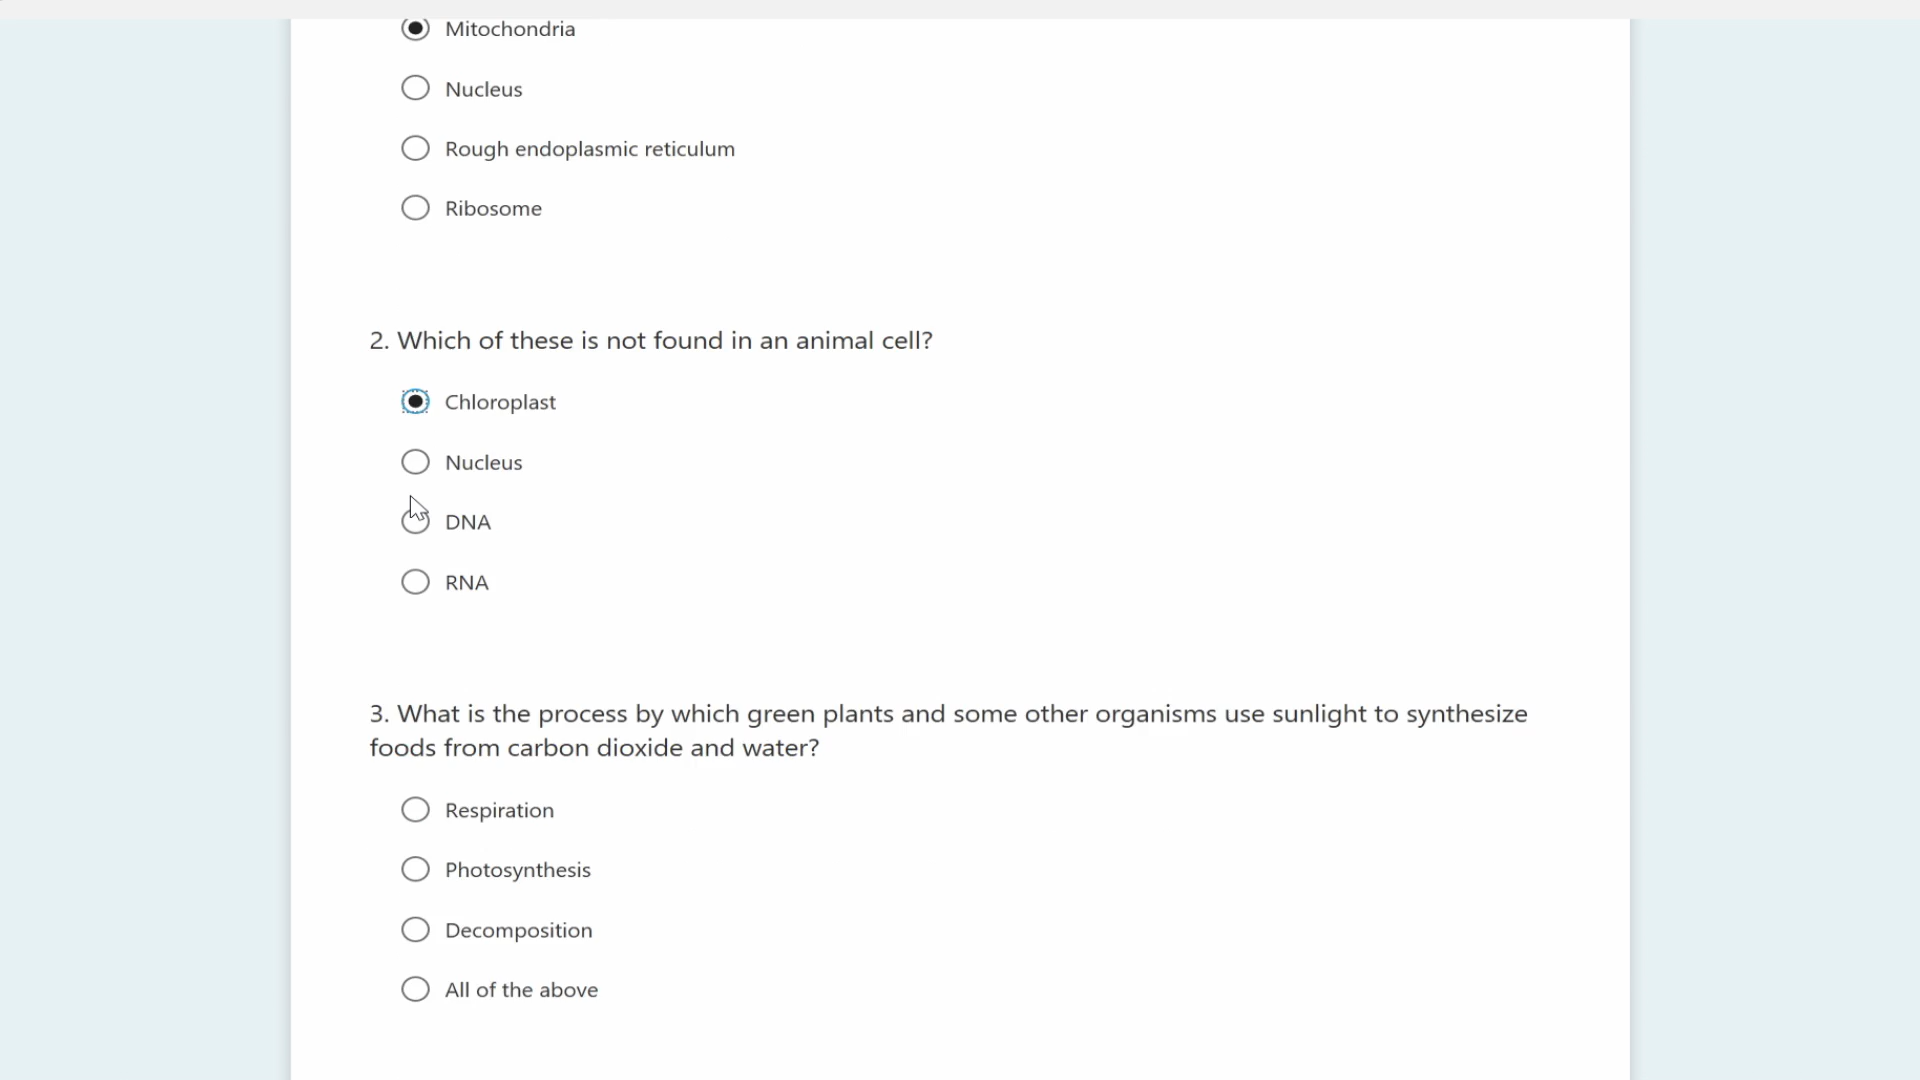 Mitochondria
Nucleus
Rough endoplasmic reticulum
Ribosome
2. Which of these is not found in an animal cell?
Chloroplast
Nucleus
DNA
RNA
3. What is the process by which green plants and some other organisms use sunlight to synthesize
foods from carbon dioxide and water?
Respiration
Photosynthesis
Decomposition
All of the above